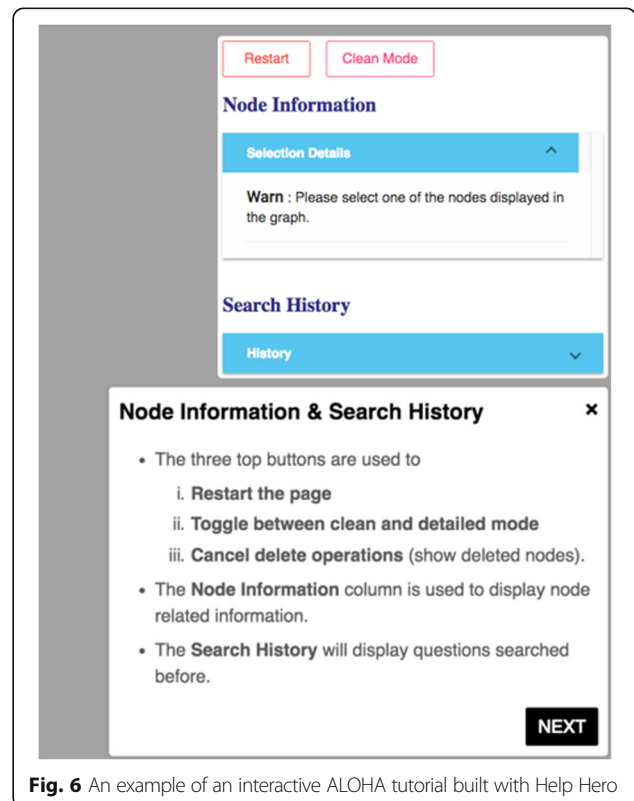 Restart Clean Mode
Node Information
Selection Details
Warn : Please select one of the nodes displayed in
the graph.
Search History
History
Node Information & Search History ×
• The three top buttons are used to
i. Restart the page
ii. Toggle between clean and detailed mode
iii. Cancel delete operations (show deleted nodes).
• The Node Information column is used to display node
related information.
• The Search History will display questions searched
before.
NEXT
Fig. 6 An example of an interactive ALOHA tutorial built with Help Hero